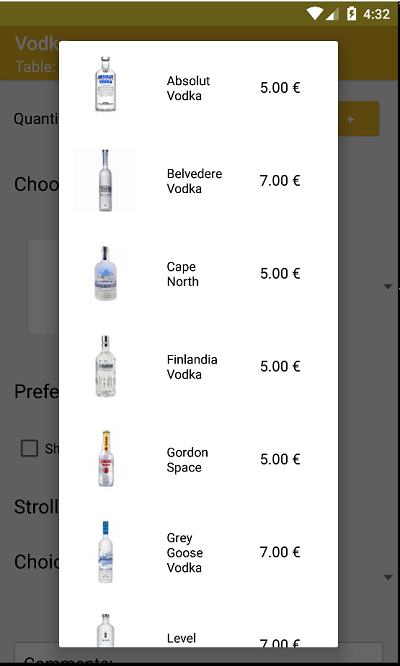 4:32
Vodk
Table:
Quanti
+
Choo
Prefe
Sh
Stroll
Choic
Comments:
Absolut
Vodka
5.00 €
Belvedere
Vodka
7.00 €
Cape
North
5.00 €
Finlandia
Vodka
5.00 €
Gordon
Space
5.00 €
Grey
Goose
Vodka
7.00 €
Level
7.00 €